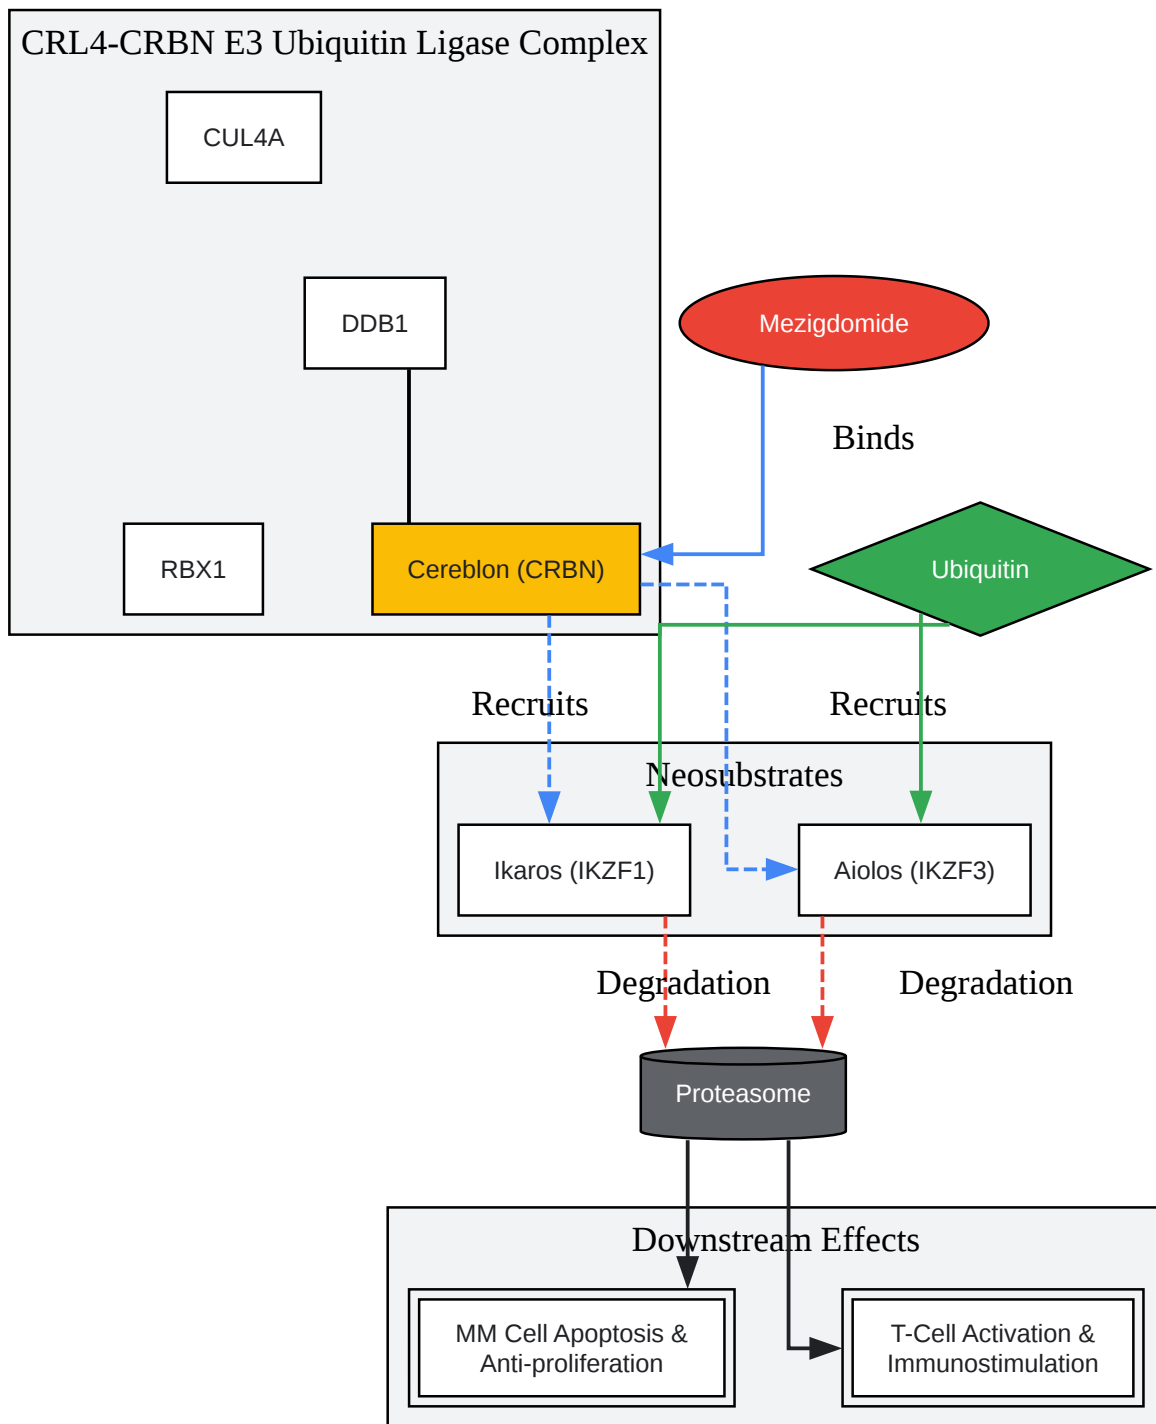 CRL4-CRBN E3 Ubiquitin Ligase Complex
CUL4A
DDB1
Mezigdomide
Binds
RBX1
Cereblon (CRBN)
Ubiquitin
Recruits
Recruits
Neosubstrates
Ikaros (IKZF1)
Aiolos (IKZF3)
Degradation
Degradation
Proteasome
Downstream Effects
MM Cell Apoptosis &
Anti-proliferation
T-Cell Activation &
Immunostimulation